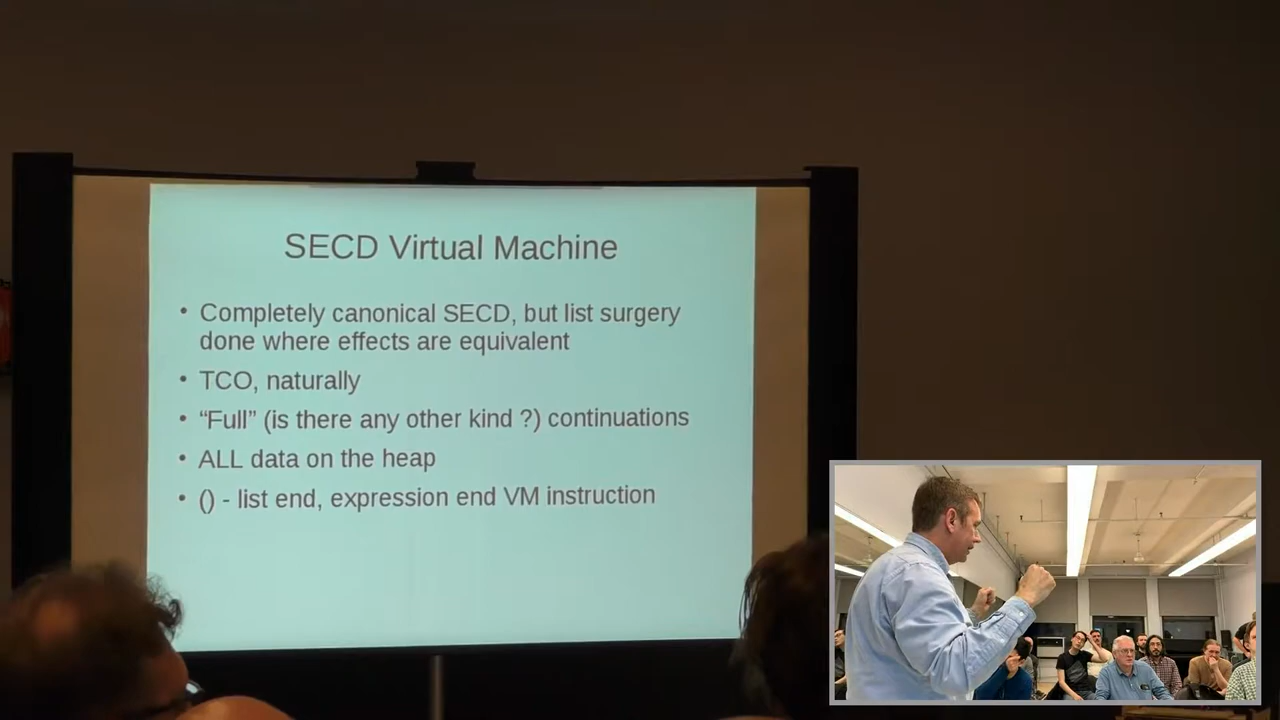 SECD Virtual Machine
• Completely canonical SECD, but list surgery
done where effects are equivalent
• TCO, naturally
• “Full” (is there any other kind ?) continuations
• ALL data on the heap
• () - list end, expression end VM instruction